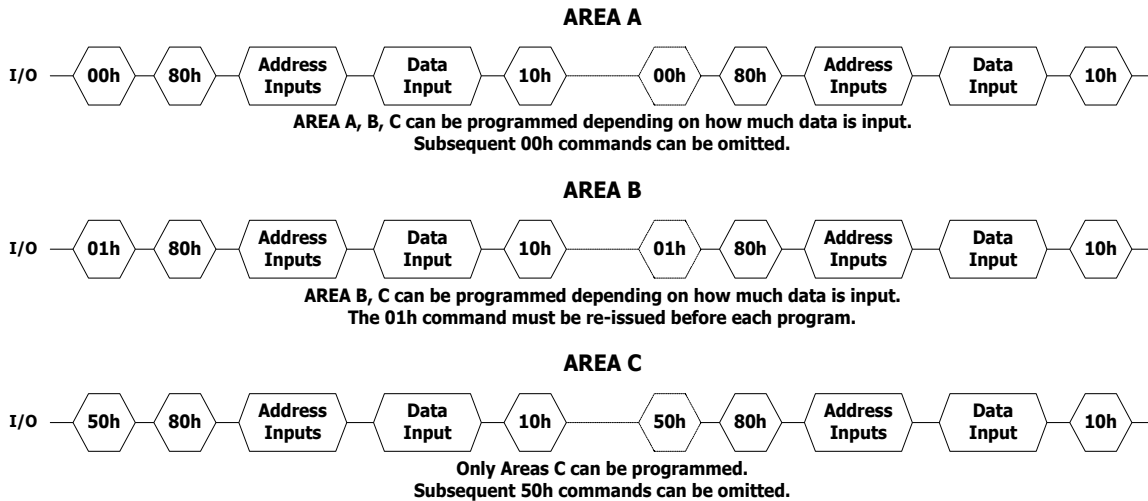 AREA A
I/O 00h 80h Address Inputs Data Input 10h 00h 80h Address Inputs Data Input 10h
AREA A, B, C can be programmed depending on how much data is input.
Subsequent 00h commands can be omitted.
AREA B
I/O 01h 80h Address Inputs Data Input 10h 01h 80h Address Inputs Data Input 10h
AREA B, C can be programmed depending on how much data is input.
The 01h command must be re-issued before each program.
AREA C
I/O 50h 80h Address Inputs Data Input 10h 50h 80h Address Inputs Data Input 10h
Only Areas C can be programmed.
Subsequent 50h commands can be omitted.